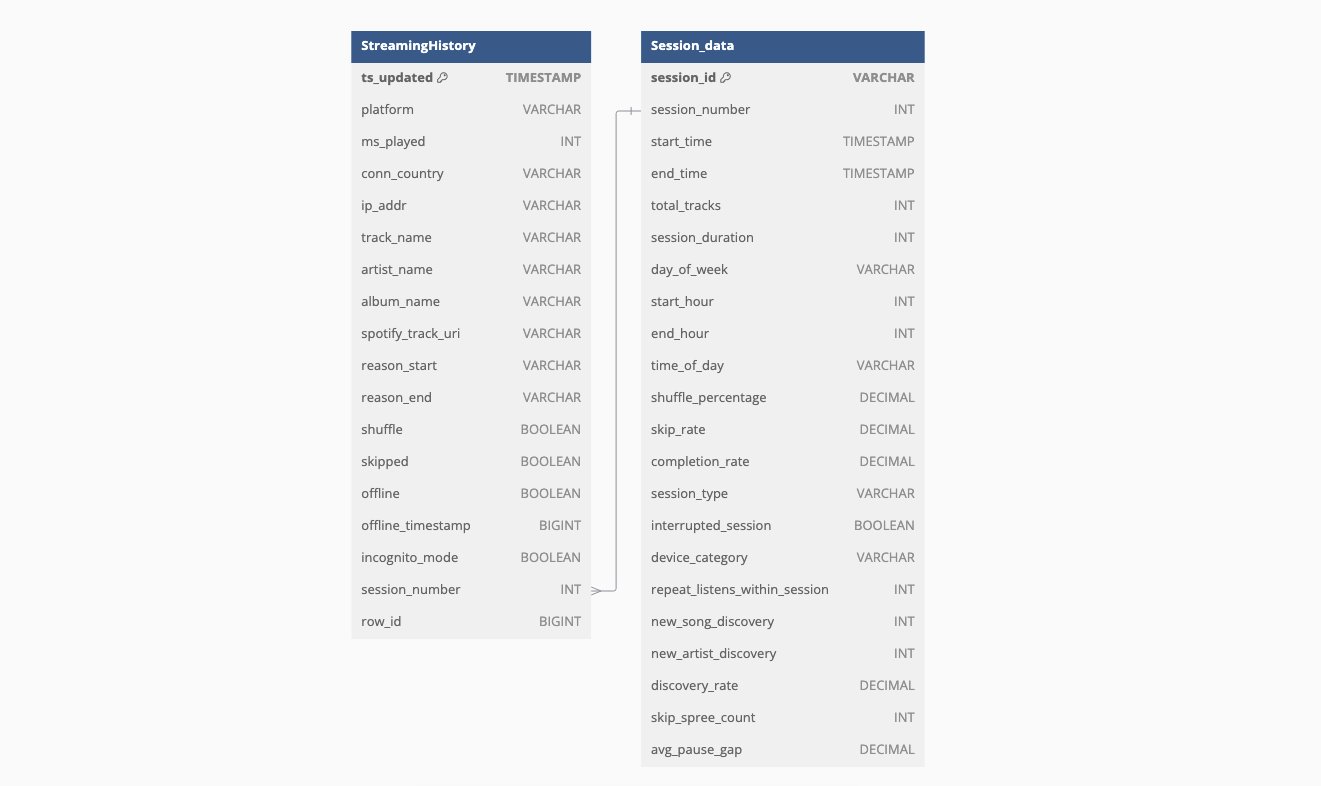 StreamingHistory
ts_updated TIMESTAMP
platform VARCHAR
ms_played INT
conn_country VARCHAR
ip_addr VARCHAR
track_name VARCHAR
artist_name VARCHAR
album_name VARCHAR
spotify_track_uri VARCHAR
reason_start VARCHAR
reason_end VARCHAR
shuffle BOOLEAN
skipped BOOLEAN
offline BOOLEAN
offline_timestamp BIGINT
incognito_mode BOOLEAN
session_number INT
row_id BIGINT
Session_data
session_id VARCHAR
session_number INT
start_time TIMESTAMP
end_time TIMESTAMP
total_tracks INT
session_duration INT
day_of_week VARCHAR
start_hour INT
end_hour INT
time_of_day VARCHAR
shuffle_percentage DECIMAL
skip_rate DECIMAL
completion_rate DECIMAL
session_type VARCHAR
interrupted_session BOOLEAN
device_category VARCHAR
repeat_listens_within_session INT
new_song_discovery INT
new_artist_discovery INT
discovery_rate DECIMAL
skip_spree_count INT
avg_pause_gap DECIMAL